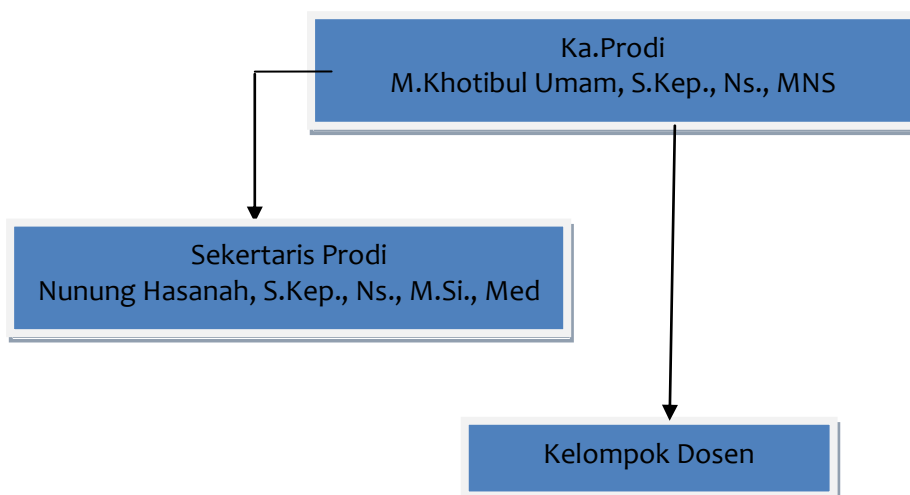 Ka.Prodi
M.Khotibul Umam, S.Kep., Ns., MNS
Sekertaris Prodi
Nunung Hasanah, S.Kep., Ns., M.Si., Med
Kelompok Dosen